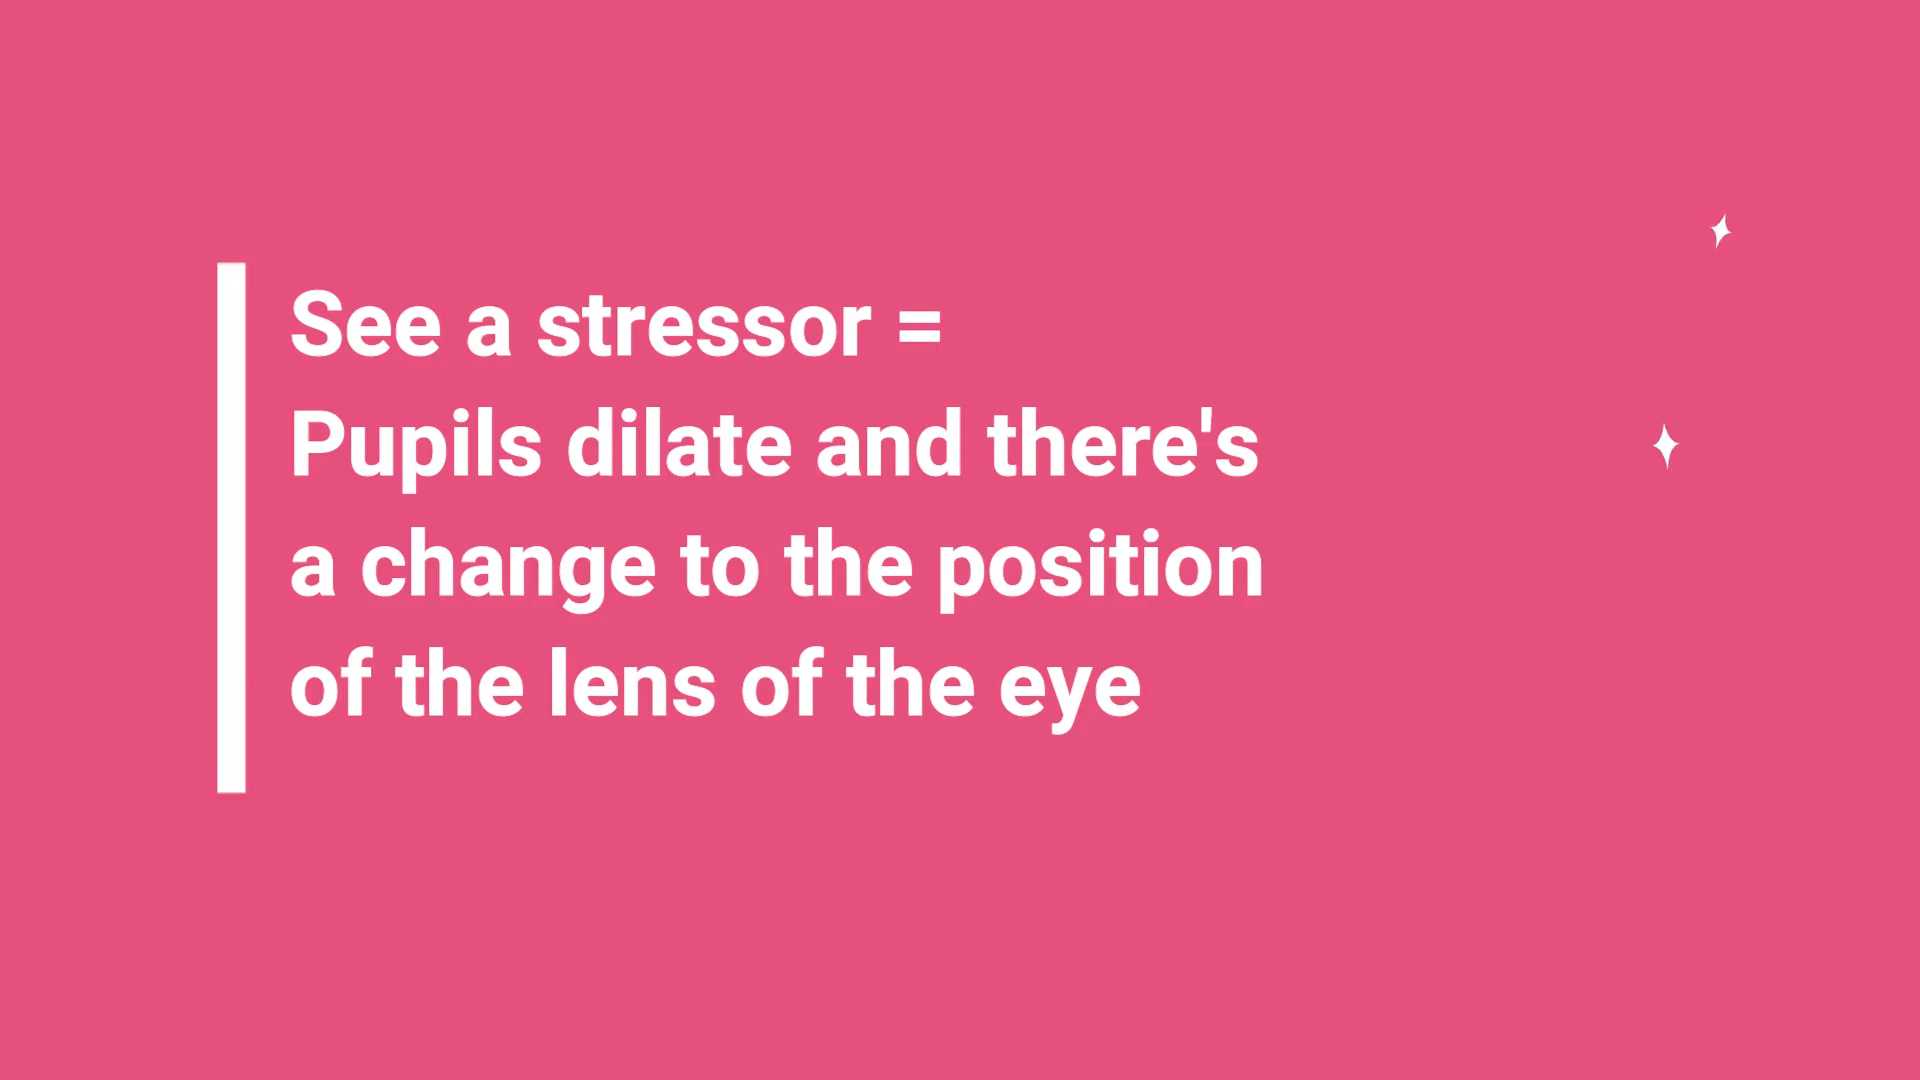 See a stressor =
Pupils dilate and there's
a change to the position
of the lens of the eye